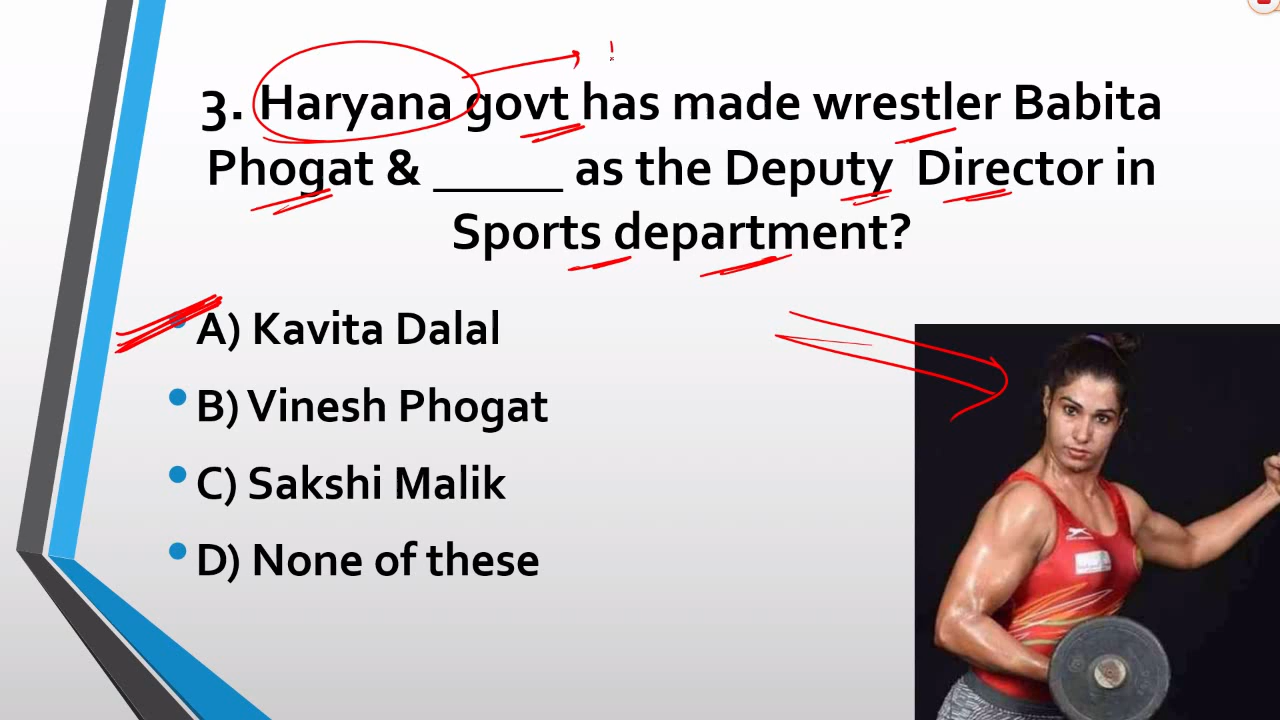 3. Haryana govt has made wrestler Babita
Phogat & _____ as the Deputy Director in
Sports department?
A) Kavita Dalal
B) Vinesh Phogat
C) Sakshi Malik
D) None of these